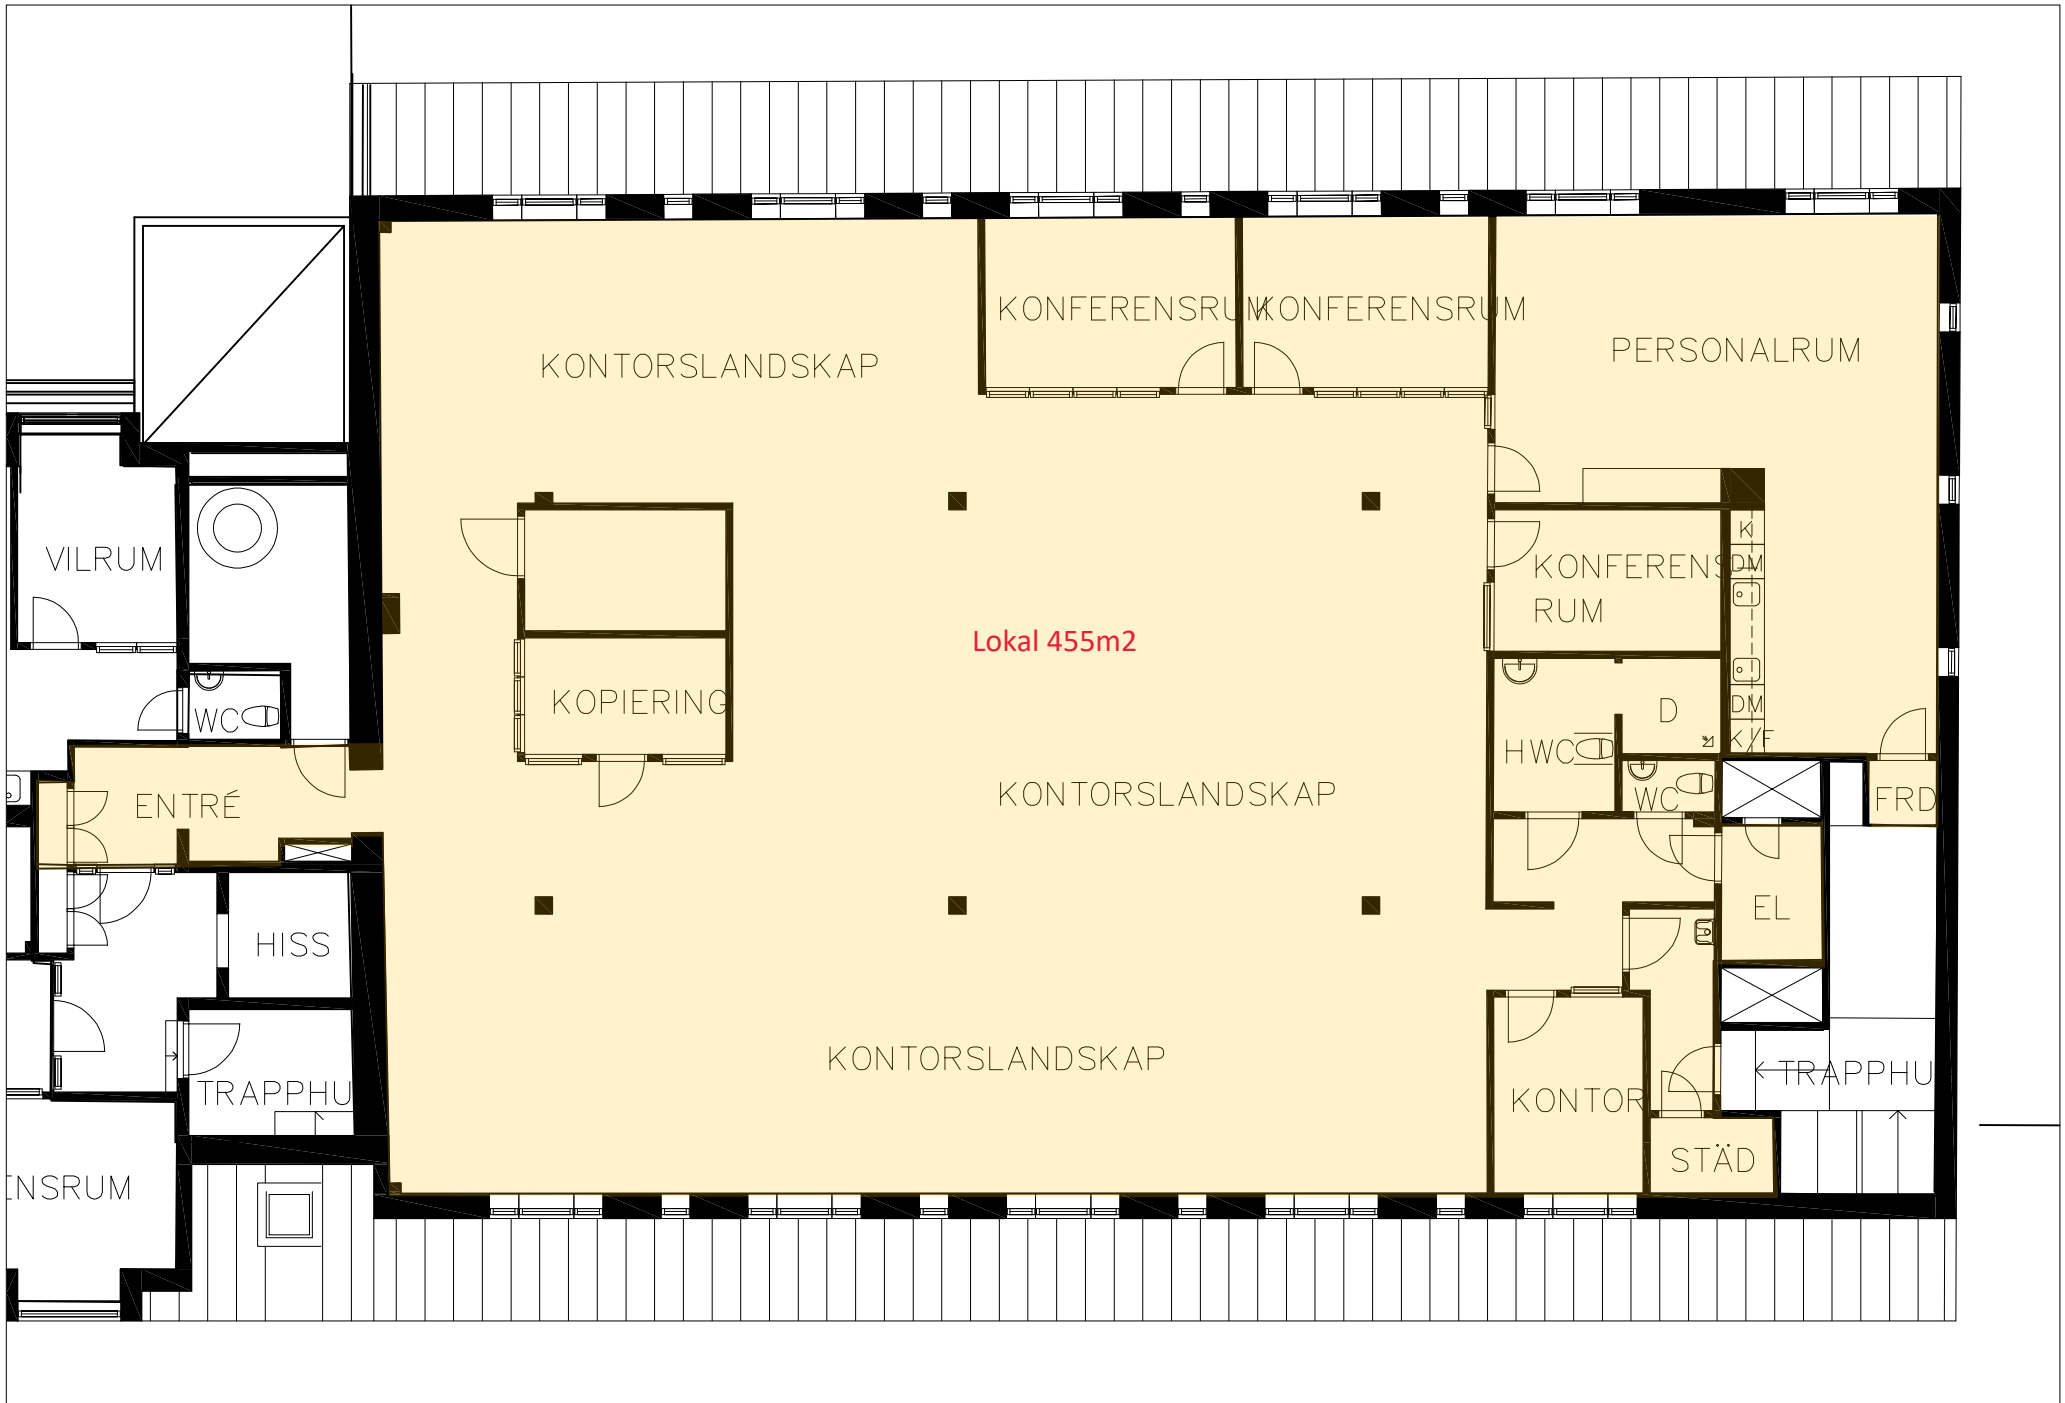 KONFERENSRUM
KONFERENSRUM
KONTORSLANDSKAP
PERSONALRUM
K
VILRUM
DM
KONFERENS
RUM
Lokal 455m2
KOPIERING
DM
D
WC
K/F
HWC
KONTORSLANDSKAP
WC
FRD
ENTRÉ
EL
HISS
KONTORSLANDSKAP
TRAPPHU
TRAPPHU
KONTOR
STÄD
ENSRUM